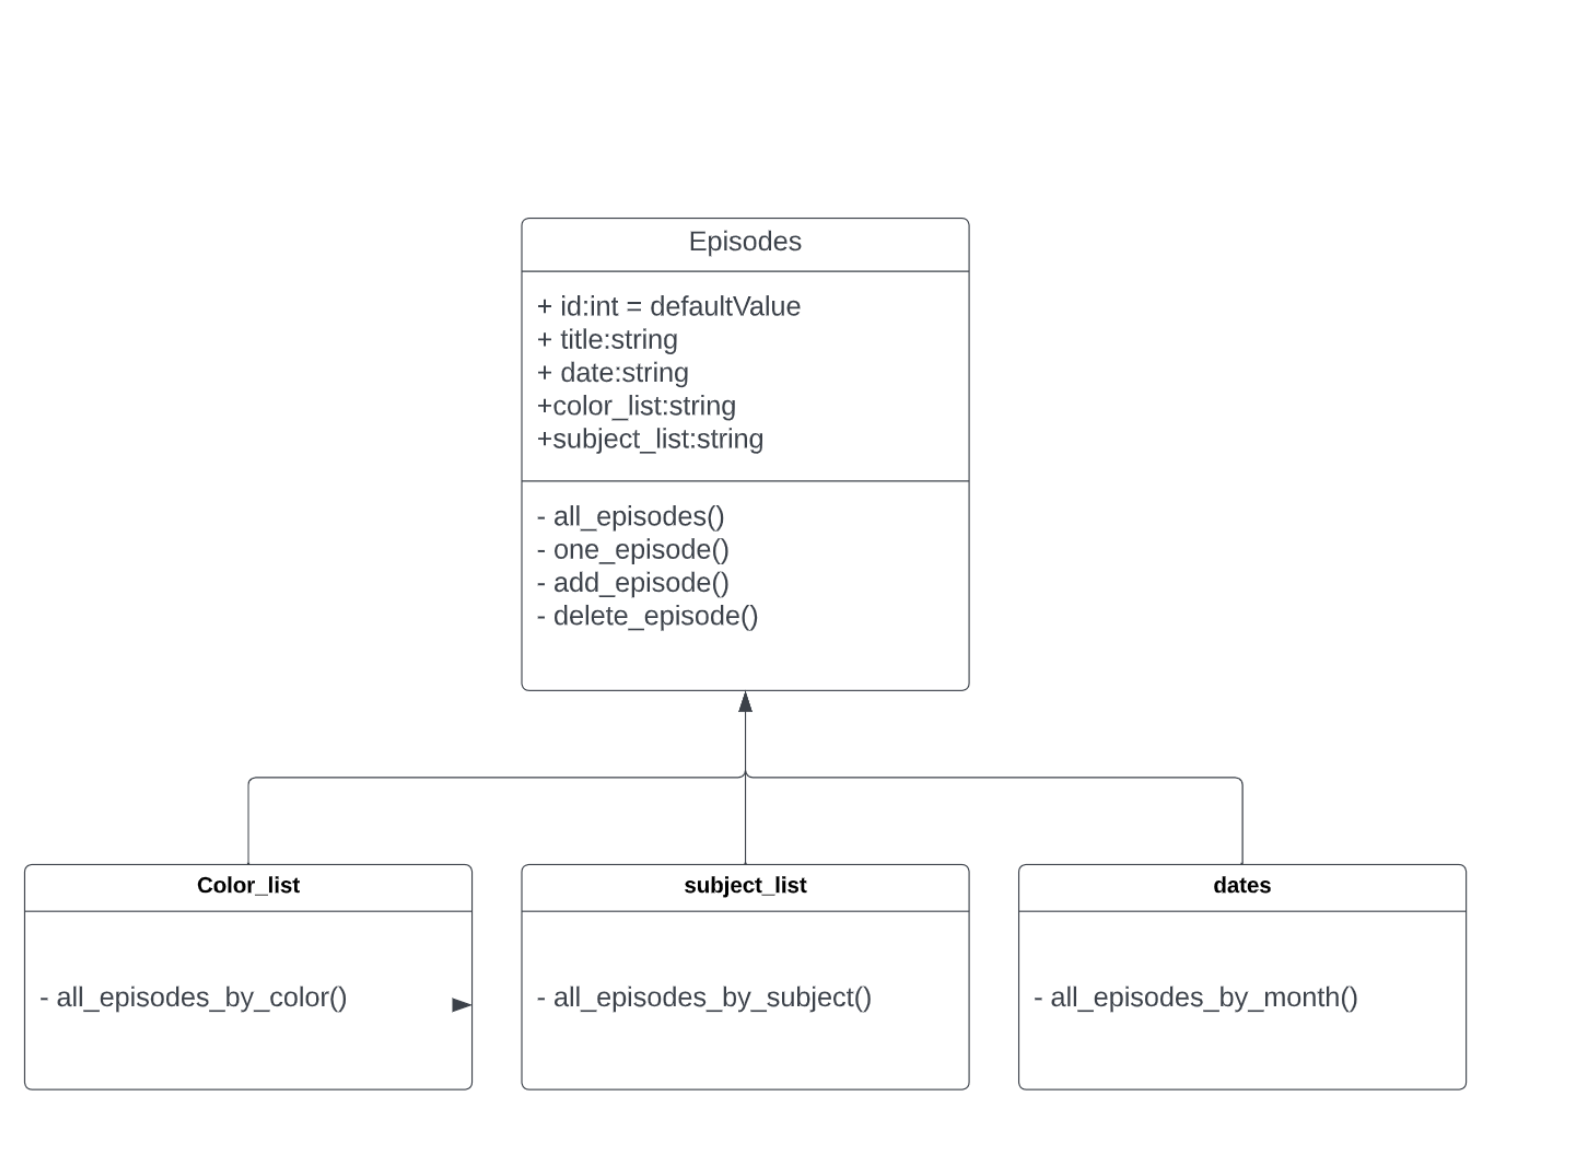 Episodes
+ id:int = defaultValue
+ title:string
+ date:string
+color_list:string
+subject_list:string
- all_episodes()
- one_episode()
- add_episode()
- delete_episode()
Color_list
- all_episodes_by_color()
subject_list
- all_episodes_by_subject()
dates
- all_episodes_by_month()